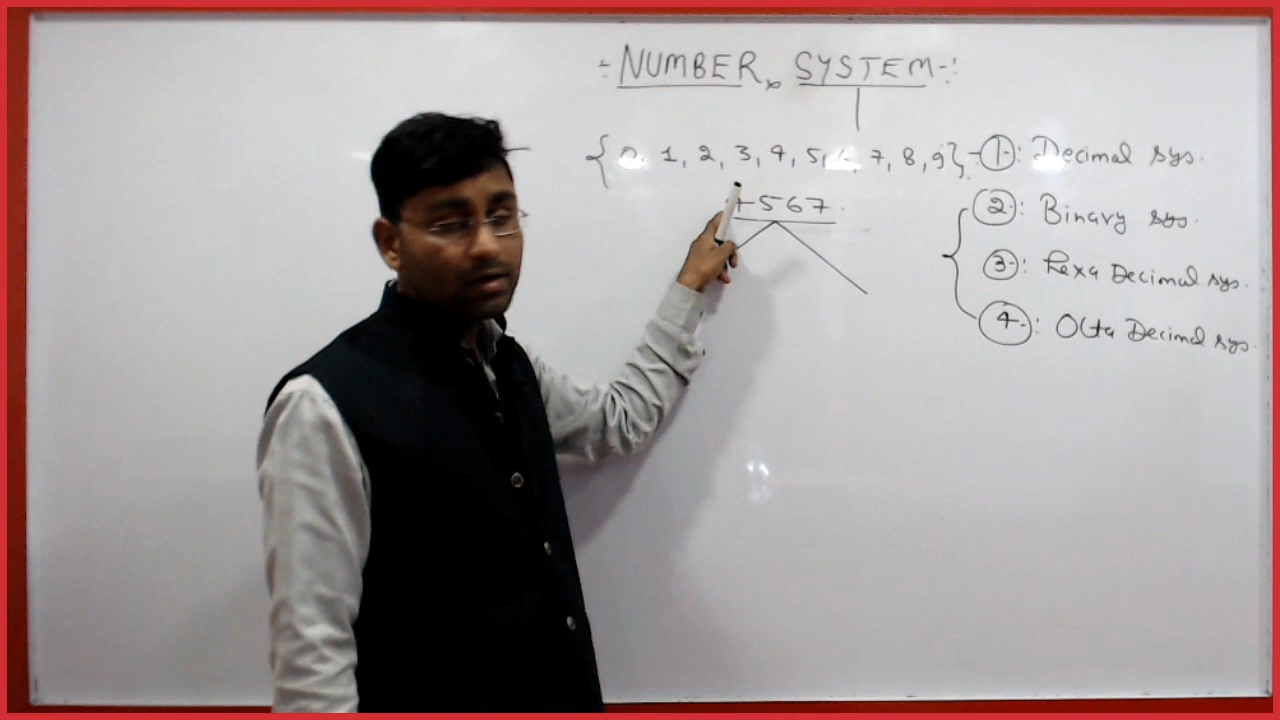 ÷ NUMBER SYSTEM -:
{ 0, 1, 2, 3, 4, 5, 7, 8, 9} - 1: Decimal sys.
567
2: Binary sys.
3: hexa Decimal sys.
4: Octa Decimal sys.